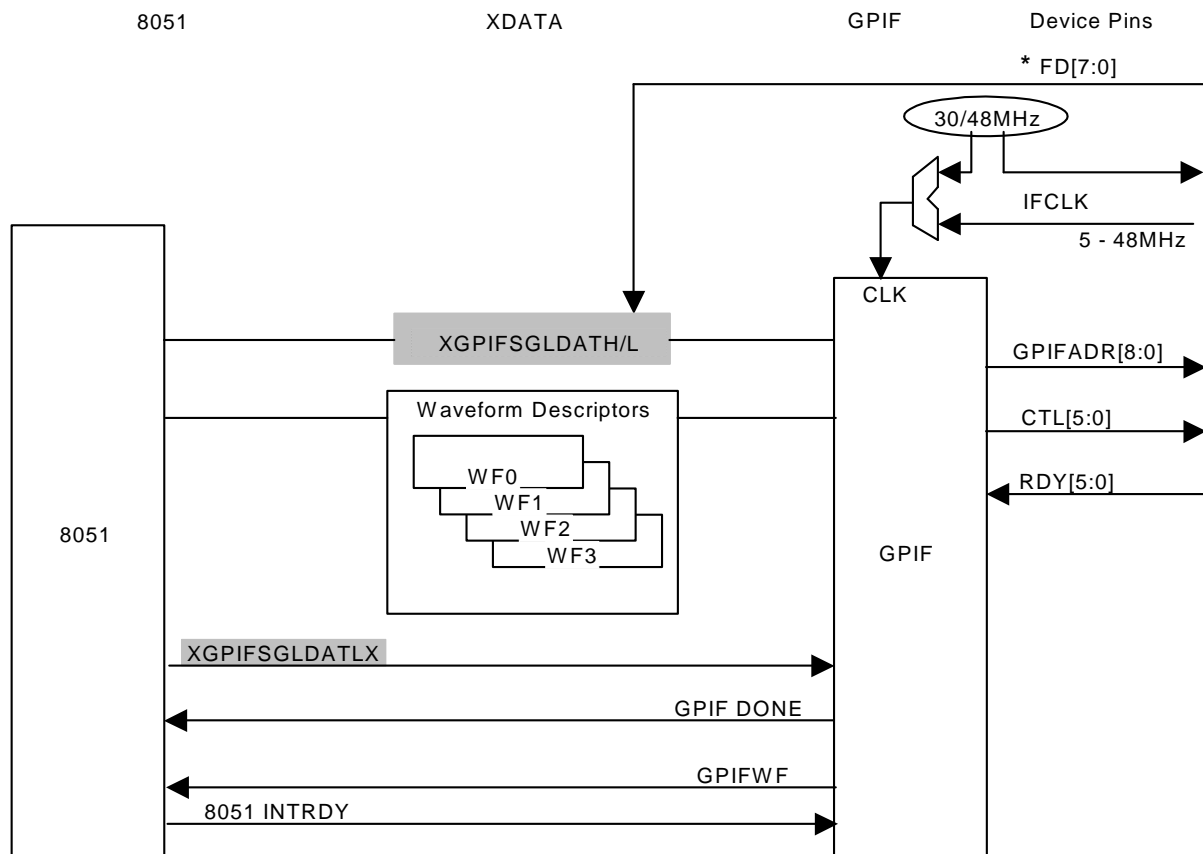 8051 XDATA GPIF Device Pins
* FD[7:0]
30/48MHz
IFCLK
5 - 48MHz
CLK
XGPIFSGLDATH/L
GPIFADR[8:0]
Waveform Descriptors
CTL[5:0]
WF0
RDY[5:0]
WF1
WF2
8051
WF3
GPIF
XGPIFSGLDATLX
GPIF DONE
GPIFWF
8051 INTRDY